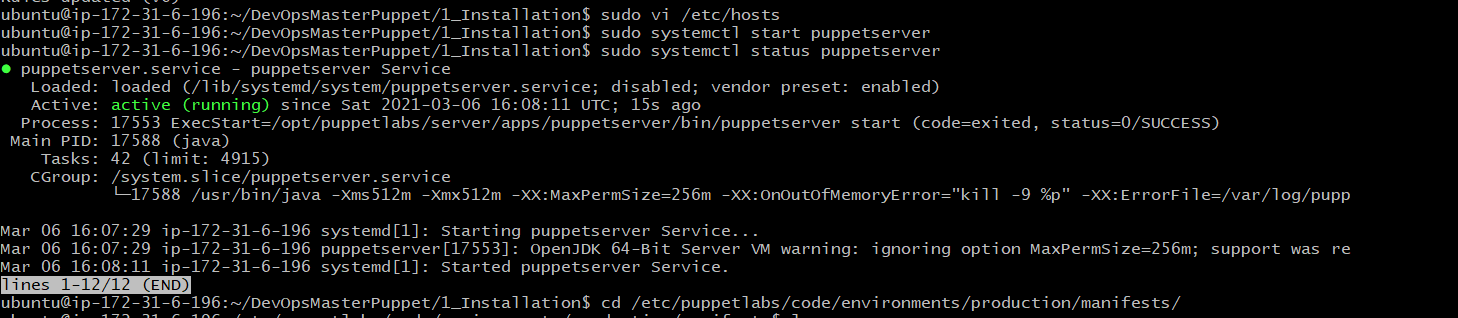 ubuntu@ip-172-31-6-196:~/DevOpsMasterPuppet/1_Installation$ sudo vi /etc/hosts
ubuntu@ip-172-31-6-196:~/DevOpsMasterPuppet/1_Installation$ sudo systemctl start puppetserver
ubuntu@ip-172-31-6-196:~/DevOpsMasterPuppet/1_Installation$ sudo systemctl status puppetserver
● puppetserver.service - puppetserver Service
   Loaded: loaded (/lib/systemd/system/puppetserver.service; disabled; vendor preset: enabled)
   Active: active (running) since Sat 2021-03-06 16:08:11 UTC; 15s ago
  Process: 17553 ExecStart=/opt/puppetlabs/server/apps/puppetserver/bin/puppetserver start (code=exited, status=0/SUCCESS)
 Main PID: 17588 (java)
    Tasks: 42 (limit: 4915)
   CGroup: /system.slice/puppetserver.service
           └─17588 /usr/bin/java -Xms512m -Xmx512m -XX:MaxPermSize=256m -XX:OnOutOfMemoryError="kill -9 %p" -XX:ErrorFile=/var/log/pupp
Mar 06 16:07:29 ip-172-31-6-196 systemd[1]: Starting puppetserver Service...
Mar 06 16:07:29 ip-172-31-6-196 puppetserver[17553]: OpenJDK 64-Bit Server VM warning: ignoring option MaxPermSize=256m; support was re
Mar 06 16:08:11 ip-172-31-6-196 systemd[1]: Started puppetserver Service.
lines 1-12/12 (END)
ubuntu@ip-172-31-6-196:~/DevOpsMasterPuppet/1_Installation$ cd /etc/puppetlabs/code/environments/production/manifests/